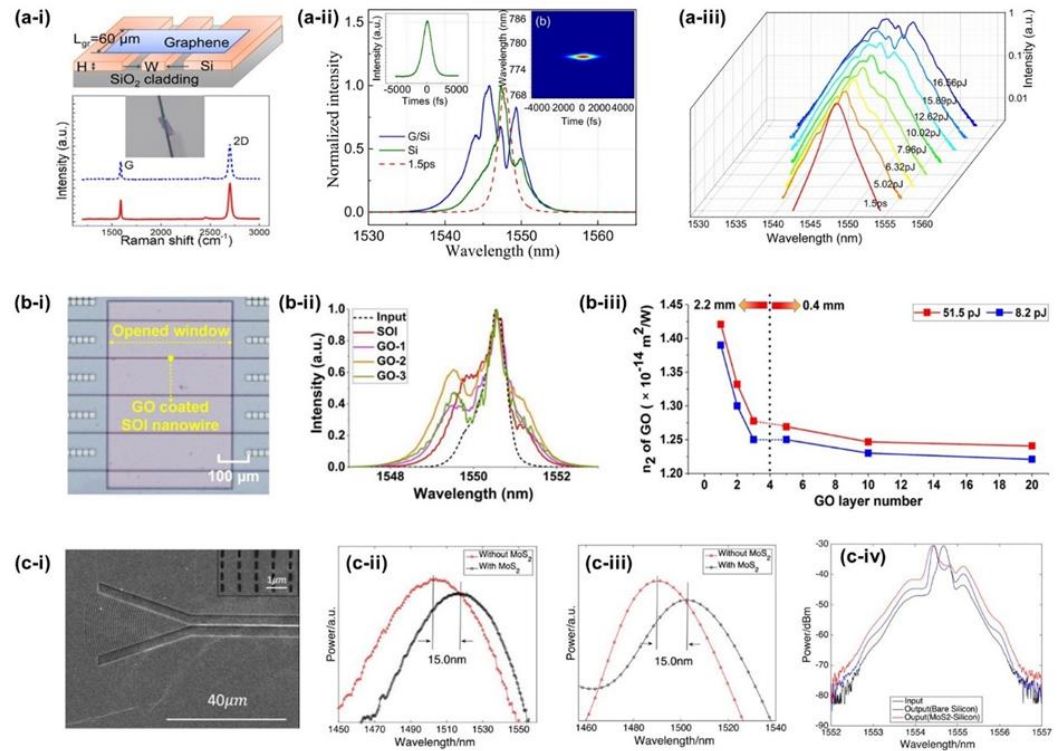 (a-i)
L_gr=60 μm
Graphene
H
W
Si
SiO2 cladding
G
2D
Intensity (a.u.)
1500 2000 2500 3000
Raman shift (cm-1)
(a-ii)
1.5
1.0
0.5
0.0
Normalized intensity
Intensity (a.u.)
-5000 0 5000
Times (fs)
G/Si
Si
1.5ps
(b)
Wavelength (nm)
786
780
774
768
-4000 -2000 0 2000 4000
Time (fs)
1530 1540 1550 1560
Wavelength (nm)
(a-iii)
1
0.1
0.01
Intensity (a.u.)
16.56pJ
15.89pJ
12.62pJ
10.02pJ
7.96pJ
6.32pJ
5.02pJ
1.5ps
1530 1535 1540 1545 1550 1555 1560
Wavelength (nm)
(b-i)
Opened window
GO coated
SOI nanowire
100 μm
(b-ii)
1.0
0.8
0.6
0.4
0.2
0.0
Intensity (a.u.)
Input
SOI
GO-1
GO-2
GO-3
1548 1550 1552
Wavelength (nm)
(b-iii)
1.45
1.40
1.35
1.30
1.25
1.20
n2 of GO ( × 10-14 m2/W)
2.2 mm 0.4 mm
51.5 pJ 8.2 pJ
0 2 4 6 8 10 12 14 16 18 20
GO layer number
(c-i)
1μm
40μm
(c-ii)
Without MoS2
With MoS2
Power/a.u.
15.0nm
1450 1470 1490 1510 1530 1550
Wavelength/nm
(c-iii)
Without MoS2
With MoS2
Power/a.u.
15.0nm
1460 1480 1500 1520 1540
Wavelength/nm
(c-iv)
-30
-40
-50
-60
-70
-80
-90
Power/dBm
Input
Output(Bare Silicon)
Ouput(MoS2-Silicon)
1552 1553 1554 1555 1556 1557
Wavelength/nm